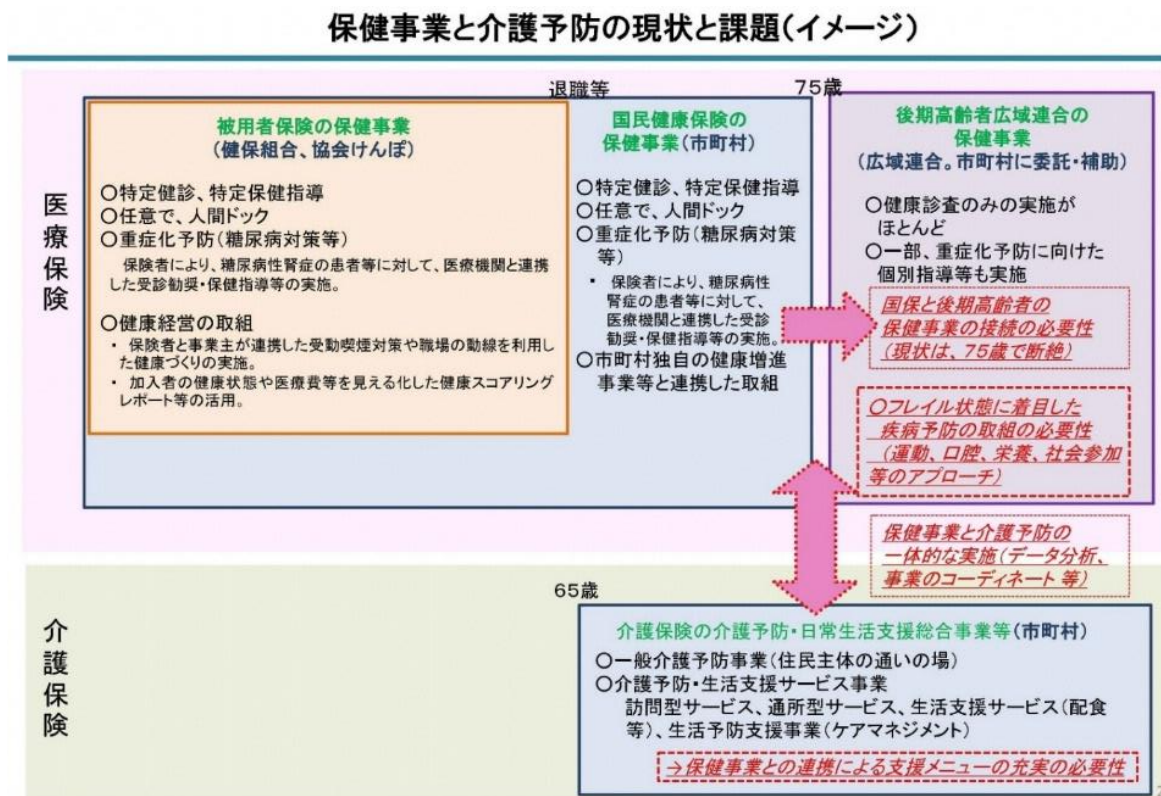 保健事業と介護予防の現状と課題(イメージ)
退職等
75歳
医療保険
被用者保険の保健事業
(健保組合、協会けんぽ)
○特定健診、特定保健指導
○任意で、人間ドック
○重症化予防(糖尿病対策等)
保険者により、糖尿病性腎症の患者等に対して、医療機関と連携
した受診勧奨・保健指導等の実施。
○健康経営の取組
・ 保険者と事業主が連携した受動喫煙対策や職場の動線を利用し
た健康づくりの実施。
・ 加入者の健康状態や医療費等を見える化した健康スコアリング
レポート等の活用。
国民健康保険の
保健事業(市町村)
○特定健診、特定保健指導
○任意で、人間ドック
○重症化予防(糖尿病対策
等)
・ 保険者により、糖尿病性
腎症の患者等に対して、
医療機関と連携した受診
勧奨・保健指導等の実施。
○市町村独自の健康増進
事業等と連携した取組
後期高齢者広域連合の
保健事業
(広域連合。市町村に委託・補助)
○健康診査のみの実施が
ほとんど
○一部、重症化予防に向けた
個別指導等も実施
国保と後期高齢者の
保健事業の接続の必要性
(現状は、75歳で断絶)
○フレイル状態に着目した
疾病予防の取組の必要性
(運動、口腔、栄養、社会参加
等のアプローチ)
保健事業と介護予防の
一体的な実施(データ分析、
事業のコーディネート 等)
介護保険
65歳
介護保険の介護予防・日常生活支援総合事業等(市町村)
○一般介護予防事業(住民主体の通いの場)
○介護予防・生活支援サービス事業
訪問型サービス、通所型サービス、生活支援サービス(配食
等)、生活予防支援事業(ケアマネジメント)
→保健事業との連携による支援メニューの充実の必要性